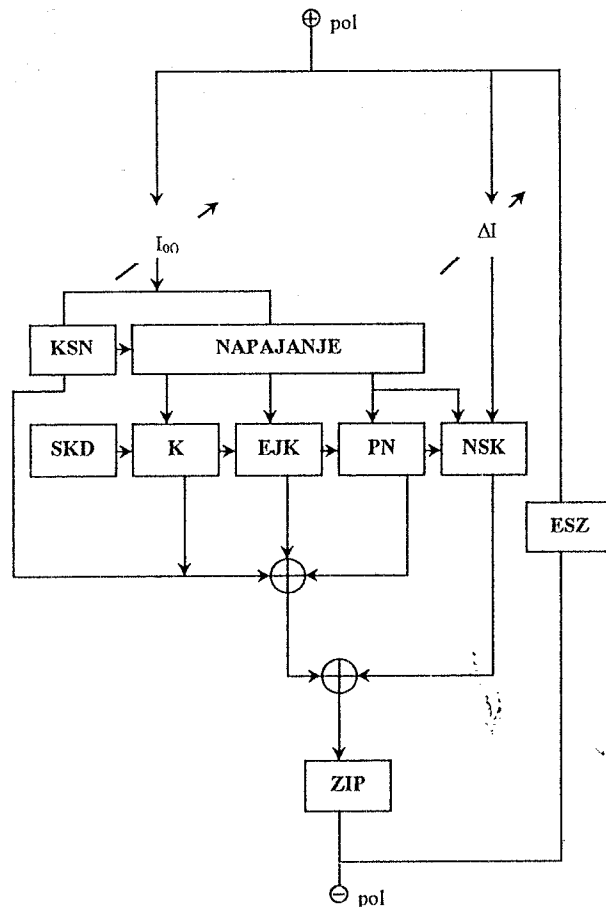 ⊕ pol
I₀₀
ΔI
KSN
NAPAJANJE
SKD
K
EJK
PN
NSK
ESZ
ZIP
⊖ pol